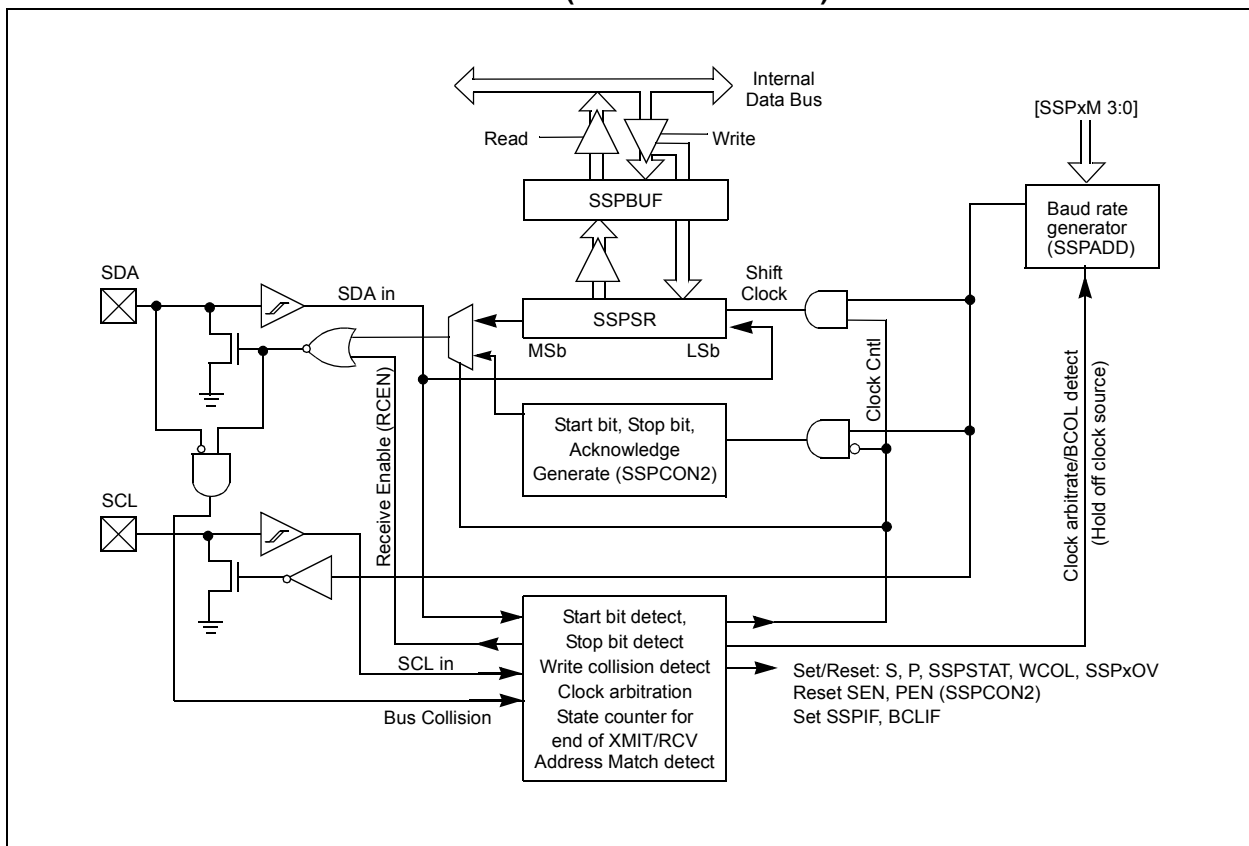 Internal
Data Bus
[SSPxM 3:0]
Read
Write
SSPBUF
Baud rate
generator
(SSPADD)
SDA
SDA in
Shift
Clock
SSPSR
MSb
LSb
Clock Cntl
Receive Enable (RCEN)
Start bit, Stop bit,
Acknowledge
Generate (SSPCON2)
Clock arbitrate/BCOL detect
(Hold off clock source)
SCL
Start bit detect,
Stop bit detect
Write collision detect
Clock arbitration
State counter for
end of XMIT/RCV
Address Match detect
SCL in
Bus Collision
Set/Reset: S, P, SSPSTAT, WCOL, SSPxOV
Reset SEN, PEN (SSPCON2)
Set SSPIF, BCLIF